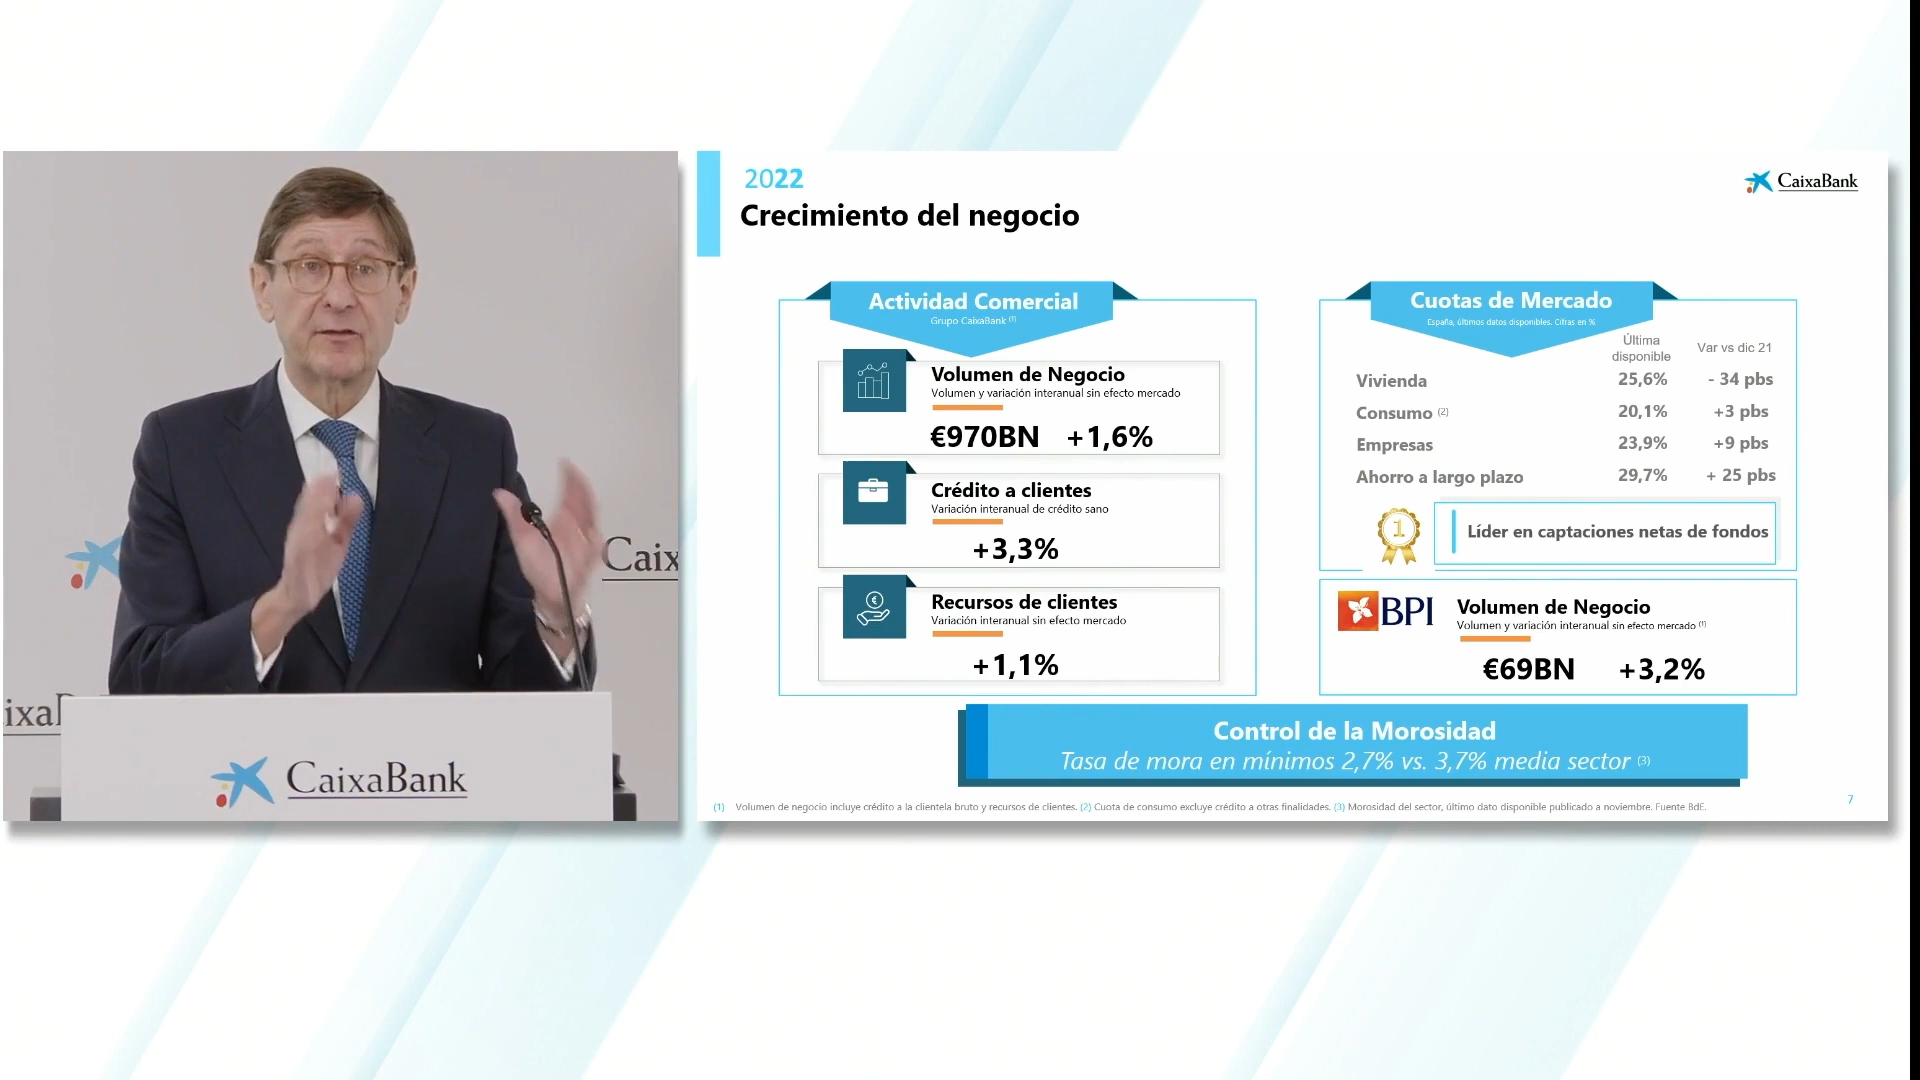 Caix
ixaB
CaixaBank
2022
Crecimiento del negocio
CaixaBank
Actividad Comercial
Grupo CaixaBank (1)
Volumen de Negocio
Volumen y variación interanual sin efecto mercado
€970BN +1,6%
Crédito a clientes
Variación interanual de crédito sano
+3,3%
Recursos de clientes
Variación interanual sin efecto mercado
+1,1%
Cuotas de Mercado
España, últimos datos disponibles. Cifras en %
Última
disponible
Var vs dic 21
Vivienda 25,6% - 34 pbs
Consumo (2) 20,1% +3 pbs
Empresas 23,9% +9 pbs
Ahorro a largo plazo 29,7% + 25 pbs
1
Líder en captaciones netas de fondos
BPI
Volumen de Negocio
Volumen y variación interanual sin efecto mercado (1)
€69BN +3,2%
Control de la Morosidad
Tasa de mora en mínimos 2,7% vs. 3,7% media sector (3)
(1) Volumen de negocio incluye crédito a la clientela bruto y recursos de clientes. (2) Cuota de consumo excluye crédito a otras finalidades. (3) Morosidad del sector, último dato disponible publicado a noviembre. Fuente BdE.
7